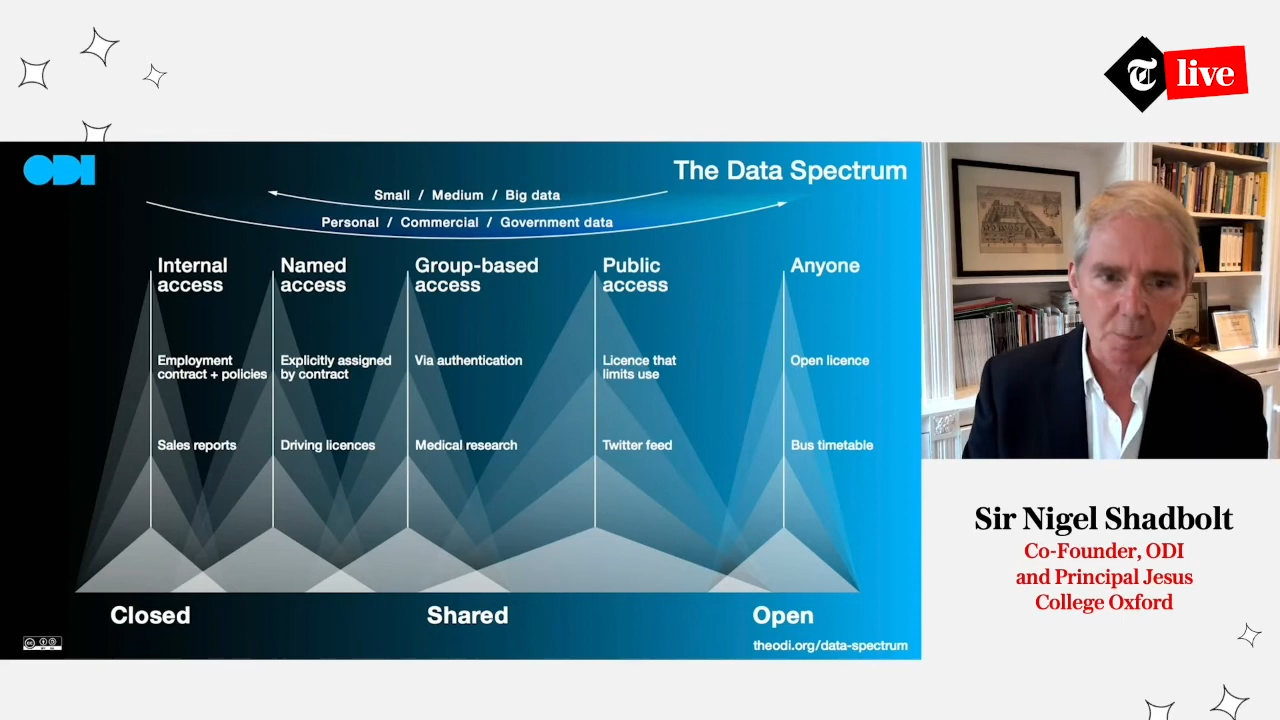 T live
ODI
The Data Spectrum
Small / Medium / Big data
Personal / Commercial / Government data
Internal
access
Named
access
Group-based
access
Public
access
Anyone
Employment
contract + policies
Explicitly assigned
by contract
Via authentication
Licence that
limits use
Open licence
Sales reports
Driving licences
Medical research
Twitter feed
Bus timetable
Closed
Shared
Open
theodi.org/data-spectrum
Sir Nigel Shadbolt
Co-Founder, ODI
and Principal Jesus
College Oxford